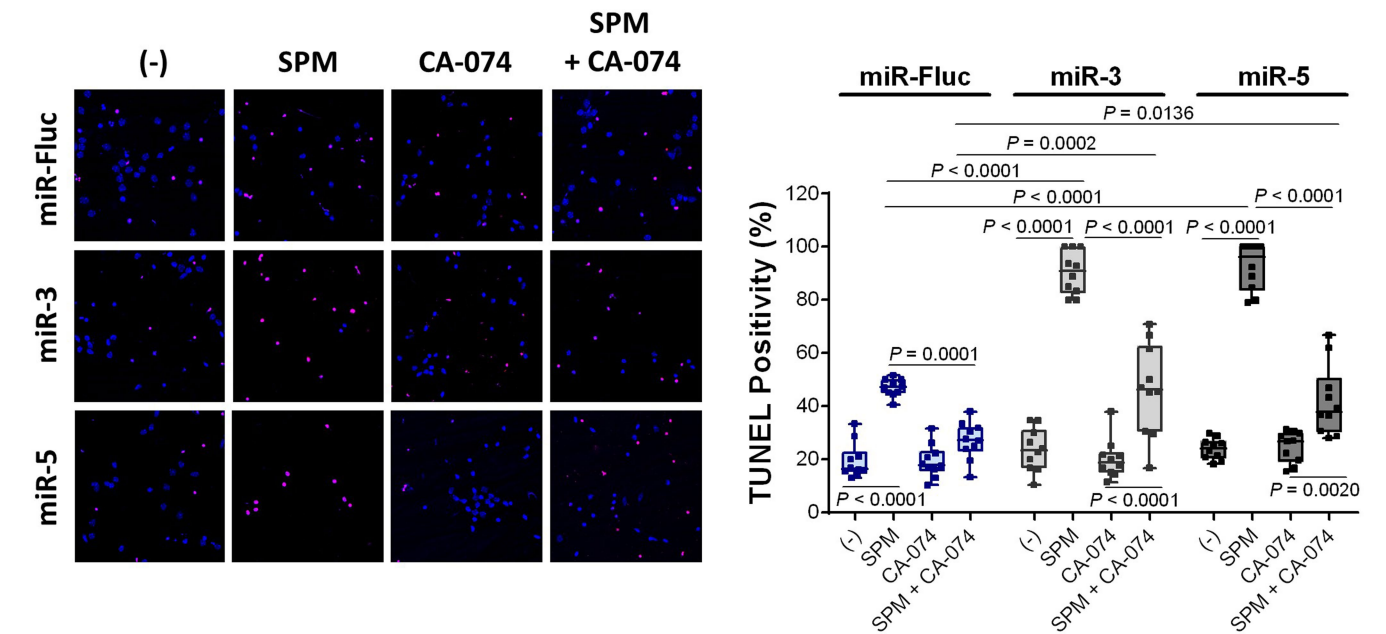 (-)
SPM
CA-074
SPM
+ CA-074
miR-Fluc
miR-3
miR-5
miR-Fluc
miR-3
miR-5
P = 0.0136
P = 0.0002
P < 0.0001
P < 0.0001
P < 0.0001
P < 0.0001
P < 0.0001
P < 0.0001
P = 0.0001
P < 0.0001
P < 0.0001
P = 0.0020
TUNEL Positivity (%)
120
100
80
60
40
20
0
(-)
SPM
CA-074
SPM + CA-074
(-)
SPM
CA-074
SPM + CA-074
(-)
SPM
CA-074
SPM + CA-074